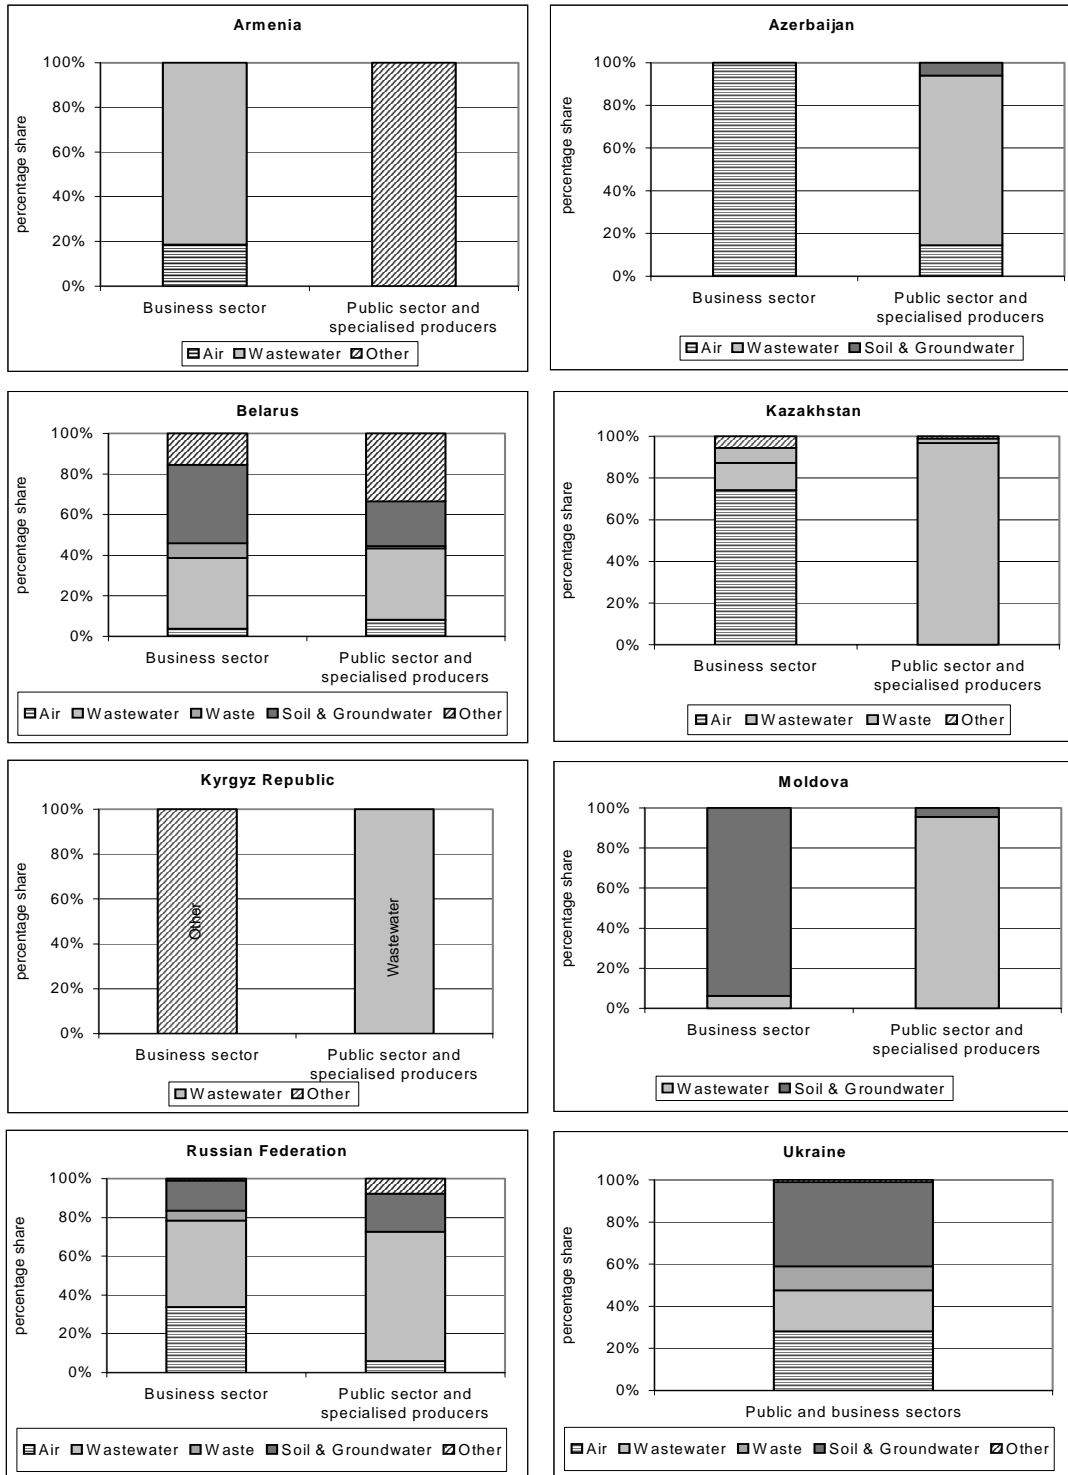 Armenia
percentage share
100%
80%
60%
40%
20%
0%
Business sector
Public sector and
specialised producers
Air Wastewater Other
Azerbaijan
percentage share
100%
80%
60%
40%
20%
0%
Business sector
Public sector and
specialised producers
Air Wastewater Soil & Groundwater
Belarus
percentage share
100%
80%
60%
40%
20%
0%
Business sector
Public sector and
specialised producers
Air Wastewater Waste Soil & Groundwater Other
Kazakhstan
percentage share
100%
80%
60%
40%
20%
0%
Business sector
Public sector and
specialised producers
Air Wastewater Waste Other
Kyrgyz Republic
percentage share
100%
80%
60%
40%
20%
0%
Other
Wastewater
Business sector
Public sector and
specialised producers
Wastewater Other
Moldova
percentage share
100%
80%
60%
40%
20%
0%
Business sector
Public sector and
specialised producers
Wastewater Soil & Groundwater
Russian Federation
percentage share
100%
80%
60%
40%
20%
0%
Business sector
Public sector and
specialised producers
Air Wastewater Waste Soil & Groundwater Other
Ukraine
percentage share
100%
80%
60%
40%
20%
0%
Public and business sectors
Air Wastewater Waste Soil & Groundwater Other